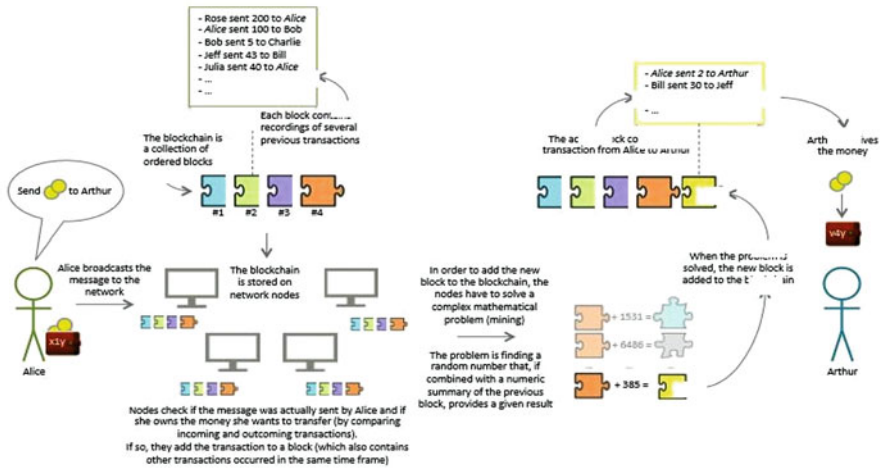 - Rose sent 200 to Alice
- Alice sent 100 to Bob
- Bob sent 5 to Charlie
- Jeff sent 43 to Bill
- Julia sent 40 to Alice
- ...
- ...
Each block
recordings of several
previous transactions
The blockchain is
a collection of
ordered blocks
#1 #2 #3 #4
Send to Arthur
Alice broadcasts the
message to the
network
x1y
Alice
The blockchain is
stored on
network nodes
Nodes check if the message was actually sent by Alice and if
she owns the money she wants to transfer (by comparing
incoming and outcoming transactions).
If so, they add the transaction to a block (which also contains
other transactions occurred in the same time frame)
In order to add the new
block to the blockchain, the
nodes have to solve a
complex mathematical
problem (mining)
The problem is finding a
random number that, if
combined with a numeric
summary of the previous
block, provides a given result
+ 1531 =
+ 6486 =
...
+ 385 =
When the
solved, the new block is
added to the
- Alice sent 2 to Arthur
- Bill sent 30 to Jeff
- ...
The
transaction from Alice to Arthur
the money
v4y
Arthur